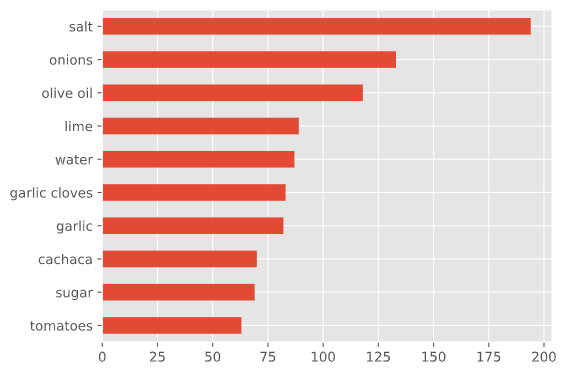 salt
onions
olive oil
lime
water
garlic cloves
garlic
cachaca
sugar
tomatoes
0 25 50 75 100 125 150 175 200